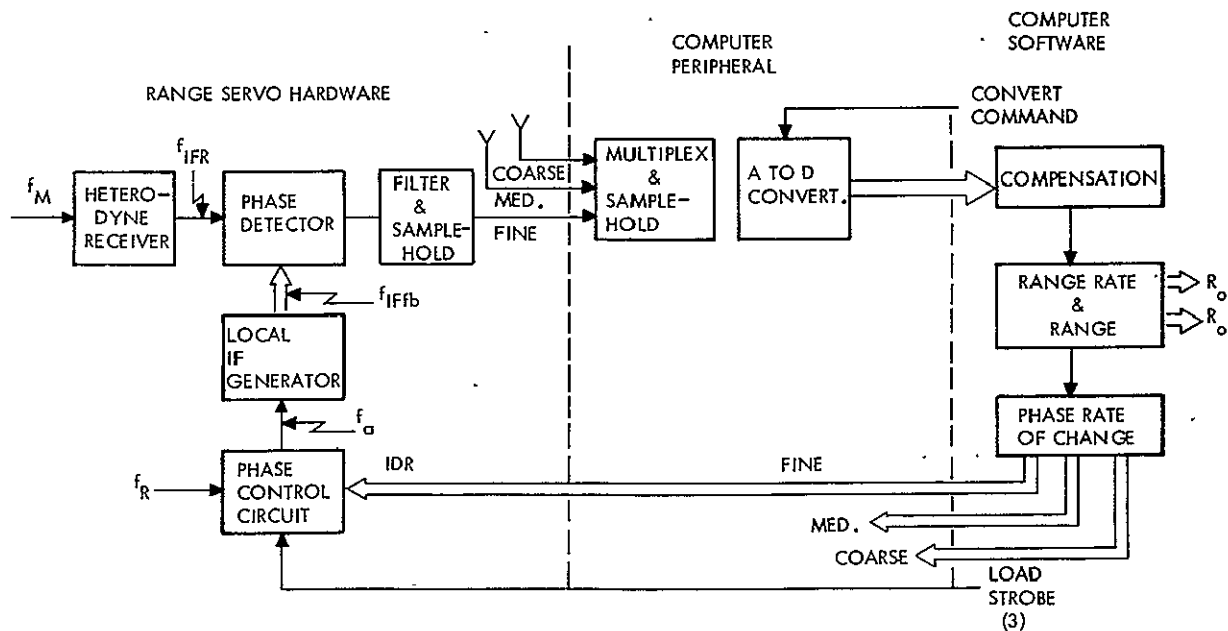 COMPUTER
SOFTWARE
COMPUTER
PERIPHERAL
RANGE SERVO HARDWARE
CONVERT
COMMAND
f_IFR
f_M
HETERO-
DYNE
RECEIVER
PHASE
DETECTOR
FILTER
&
SAMPLE-
HOLD
COARSE
MED.
FINE
MULTIPLEX
&
SAMPLE-
HOLD
A TO D
CONVERT.
COMPENSATION
f_IFfb
RANGE RATE
&
RANGE
R_o
R_o
LOCAL
IF
GENERATOR
f_a
PHASE RATE
OF CHANGE
f_R
PHASE
CONTROL
CIRCUIT
IDR
FINE
MED.
COARSE
LOAD
STROBE
(3)